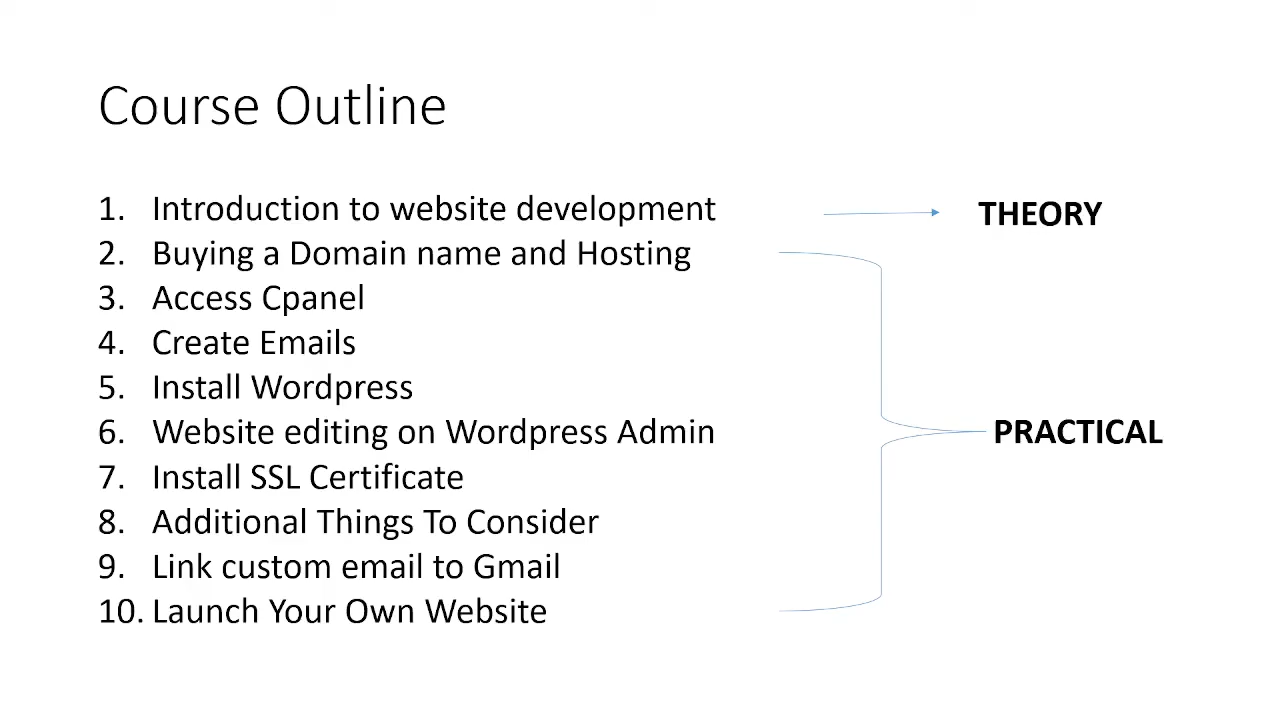 Course Outline
1. Introduction to website development
THEORY
2. Buying a Domain name and Hosting
3. Access Cpanel
4. Create Emails
5. Install Wordpress
6. Website editing on Wordpress Admin
PRACTICAL
7. Install SSL Certificate
8. Additional Things To Consider
9. Link custom email to Gmail
10. Launch Your Own Website